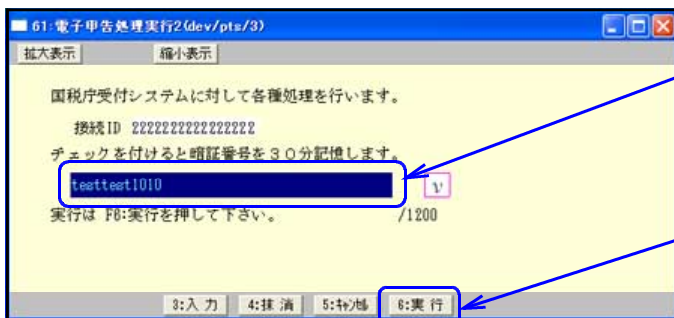 61:電子申告処理実行2(dev/pts/3)
拡大表示 縮小表示
国税庁受付システムに対して各種処理を行います。
接続ID 2222222222222222
チェックを付けると暗証番号を30分記憶します。
testtest1010 ν
実行は F6:実行を押して下さい。 /1200
3:入力 4:抹消 5:キャンセル 6:実行